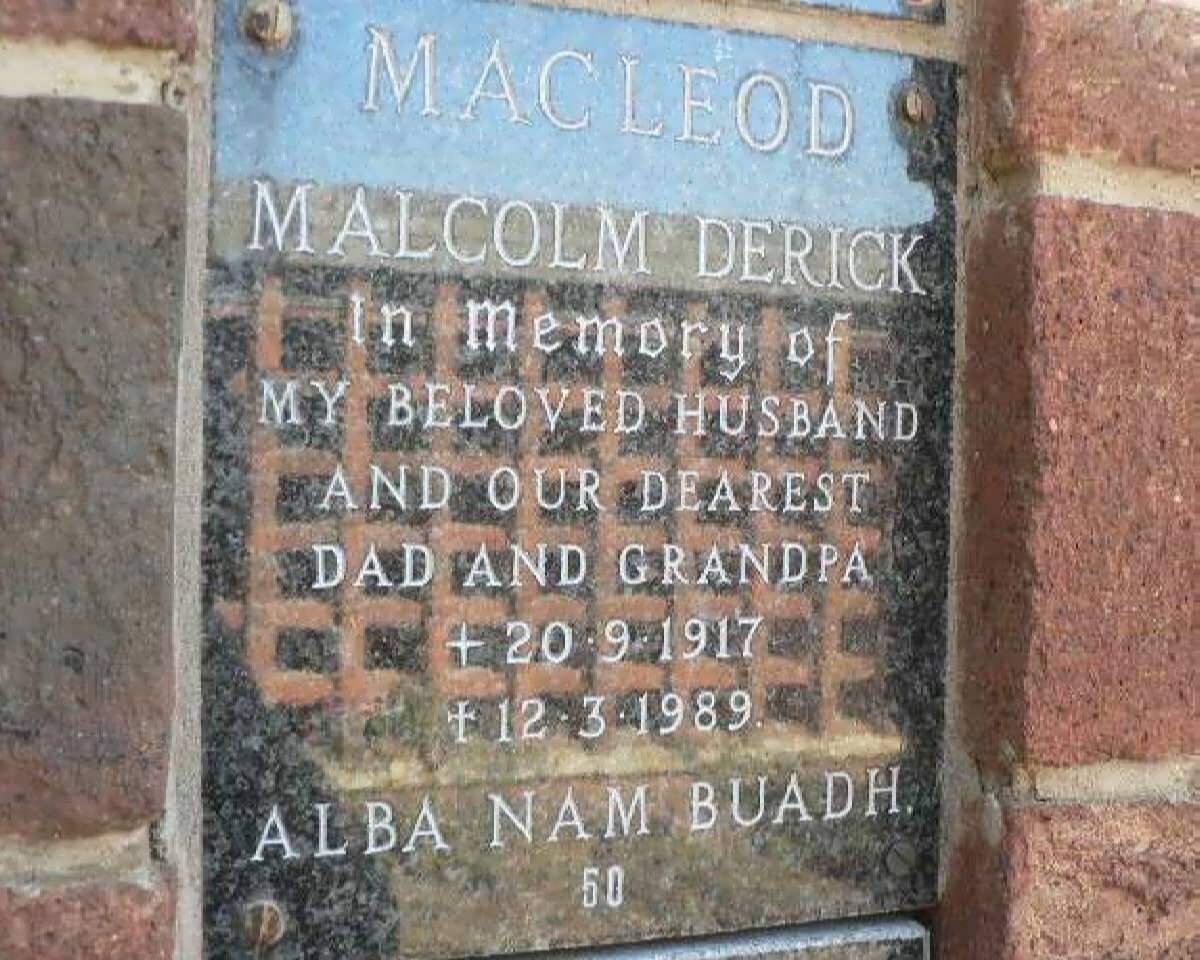 MACLEOD
MALCOLM DERICK
In Memory of
MY BELOVED HUSBAND
AND OUR DEAREST
DAD AND GRANDPA
+ 20·9·1917
† 12·3·1989.
ALBA NAM BUADH.
60